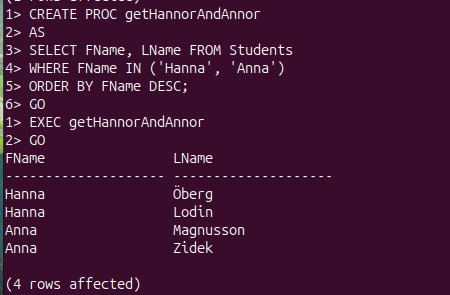 1> CREATE PROC getHannorAndAnnor
2> AS
3> SELECT FName, LName FROM Students
4> WHERE FName IN ('Hanna', 'Anna')
5> ORDER BY FName DESC;
6> GO
1> EXEC getHannorAndAnnor
2> GO
FName                LName
-------------------- --------------------
Hanna                Öberg
Hanna                Lodin
Anna                 Magnusson
Anna                 Zidek
(4 rows affected)